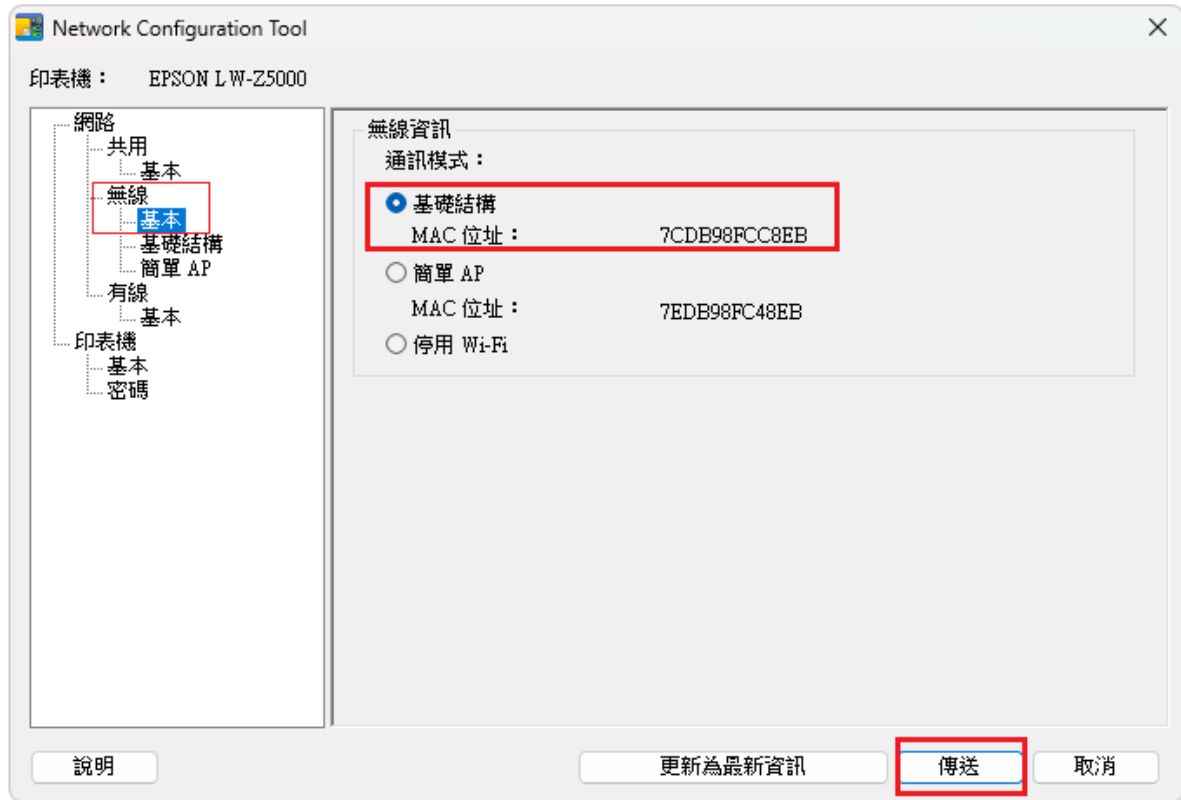 Network Configuration Tool
印表機： EPSON LW-Z5000
網路
共用
基本
無線
基本
基礎結構
簡單 AP
有線
基本
印表機
基本
密碼
無線資訊
通訊模式：
基礎結構
MAC 位址： 7CDB98FCC8EB
簡單 AP
MAC 位址： 7EDB98FC48EB
停用 Wi-Fi
說明 更新為最新資訊 傳送 取消